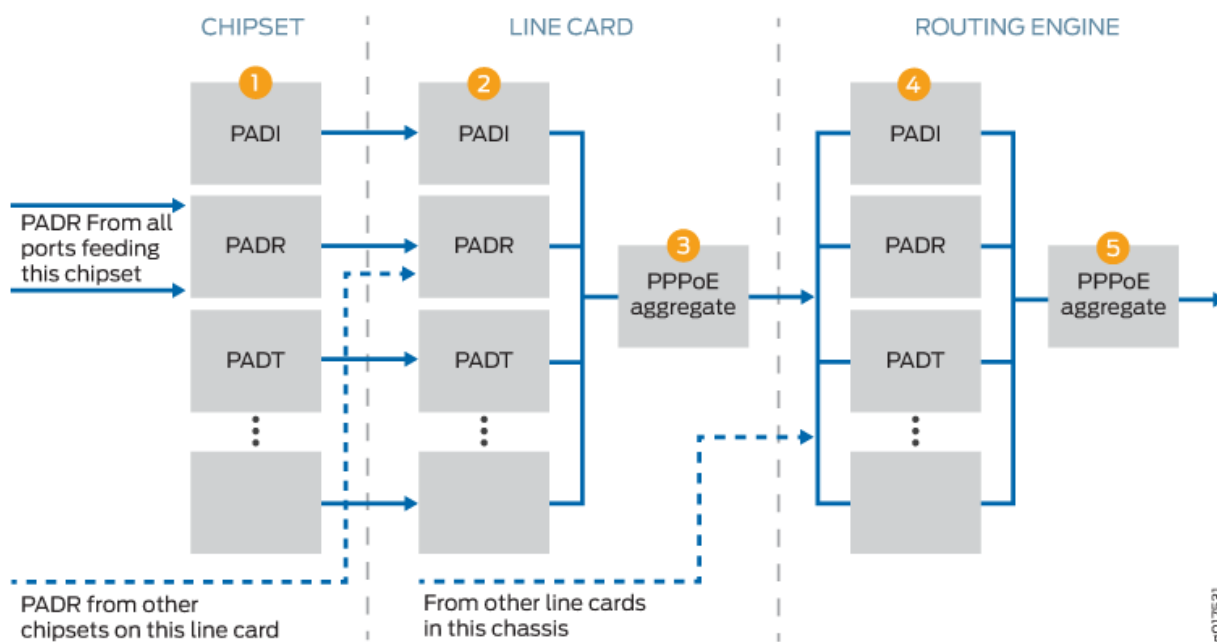 CHIPSET
LINE CARD
ROUTING ENGINE
1
2
4
PADI
PADI
PADI
PADR From all
ports feeding
this chipset
PADR
PADR
PADR
3
PPPoE
aggregate
5
PPPoE
aggregate
PADT
PADT
PADT
PADR from other
chipsets on this line card
From other line cards
in this chassis
g017531